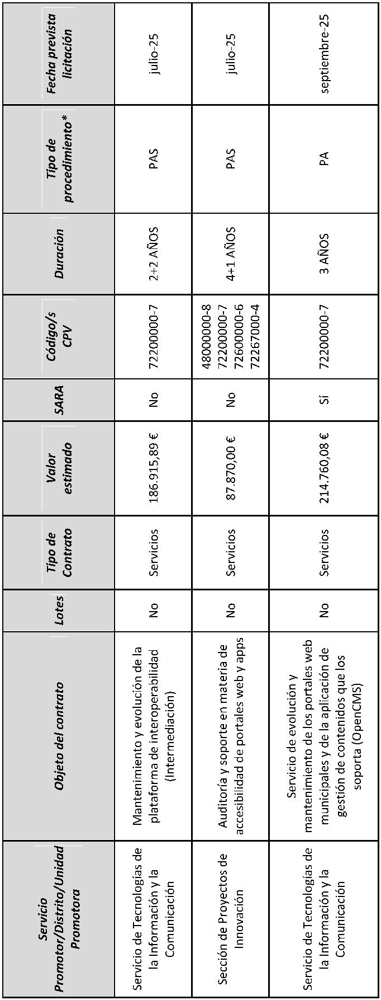 Servicio
Promotor/Distrito/Unidad
Promotora
Objeto del contrato
Lotes
Tipo de
Contrato
Valor
estimado
SARA
Código/s
CPV
Duración
Tipo de
procedimiento*
Fecha prevista
licitación
Servicio de Tecnologías de
la Información y la
Comunicación
Mantenimiento y evolución de la
plataforma de interoperabilidad
(Intermediación)
No
Servicios
186.915,89 €
No
72200000-7
2+2 AÑOS
PAS
julio-25
Sección de Proyectos de
Innovación
Auditoría y soporte en materia de
accesibilidad de portales web y apps
No
Servicios
87.870,00 €
No
48000000-8
72200000-7
72600000-6
72267000-4
4+1 AÑOS
PAS
julio-25
Servicio de Tecnologías de
la Información y la
Comunicación
Servicio de evolución y
mantenimiento de los portales web
municipales y de la aplicación de
gestión de contenidos que los
soporta (OpenCMS)
No
Servicios
214.760,08 €
Sí
72200000-7
3 AÑOS
PA
septiembre-25